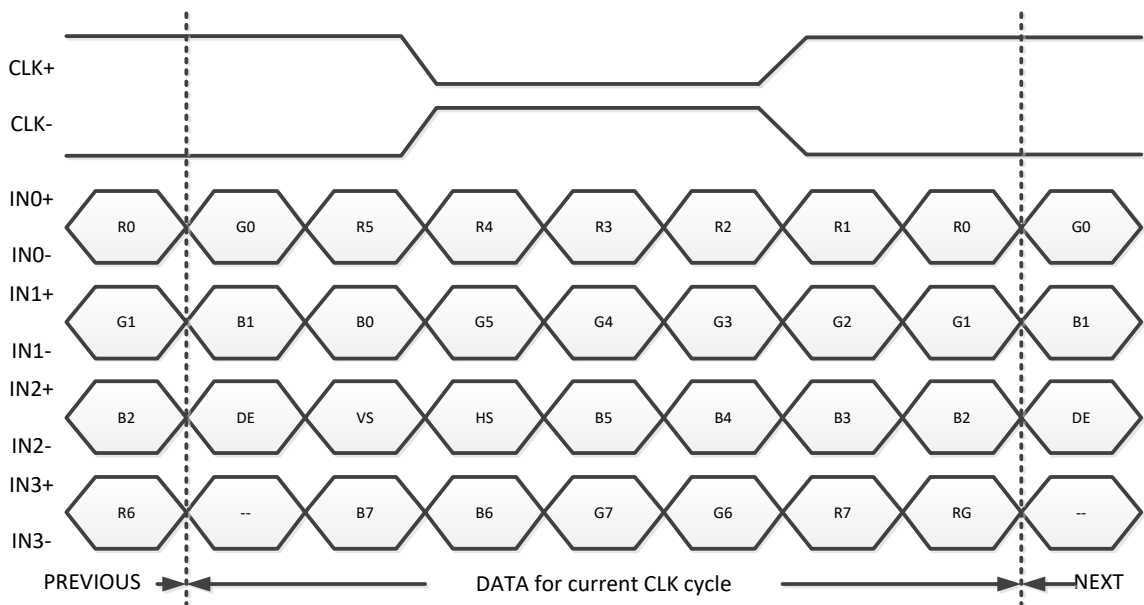 CLK+
CLK-
IN0+
R0 G0 R5 R4 R3 R2 R1 R0 G0
IN0-
IN1+
G1 B1 B0 G5 G4 G3 G2 G1 B1
IN1-
IN2+
B2 DE VS HS B5 B4 B3 B2 DE
IN2-
IN3+
R6 -- B7 B6 G7 G6 R7 RG --
IN3-
PREVIOUS DATA for current CLK cycle NEXT